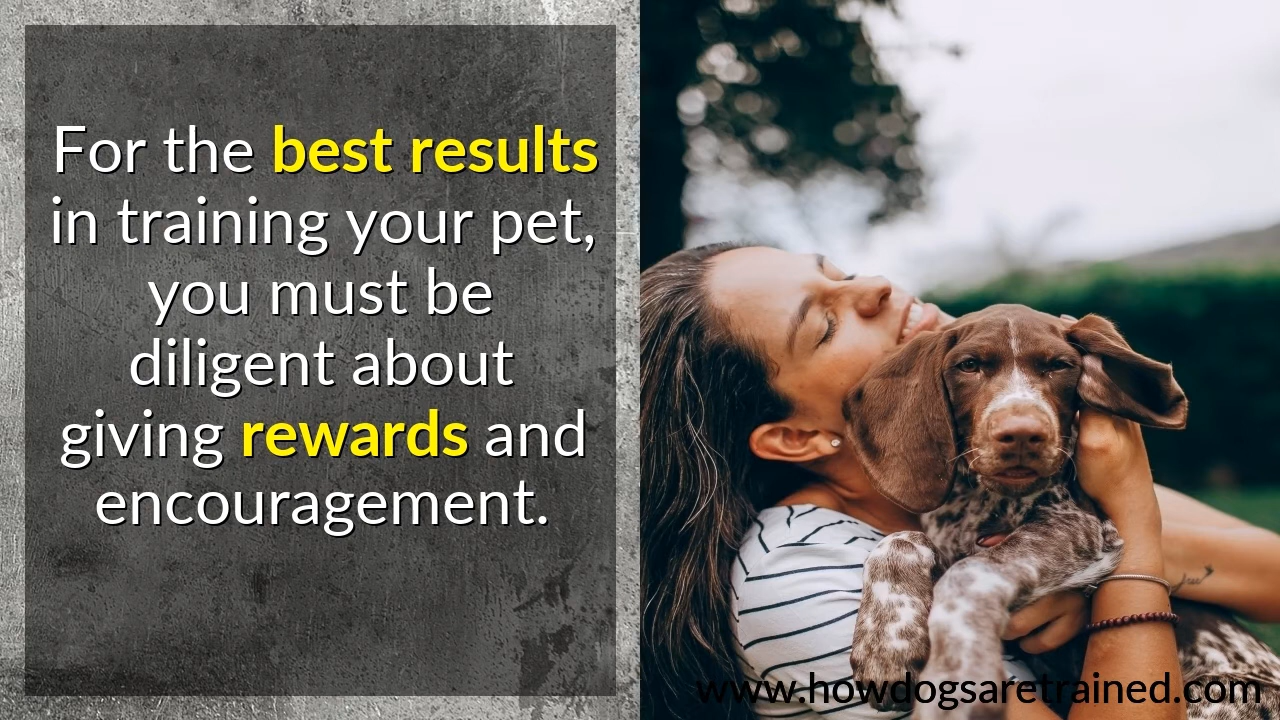 For the best results
in training your pet,
you must be
diligent about
giving rewards and
encouragement.
www.howdogsaretrained.com